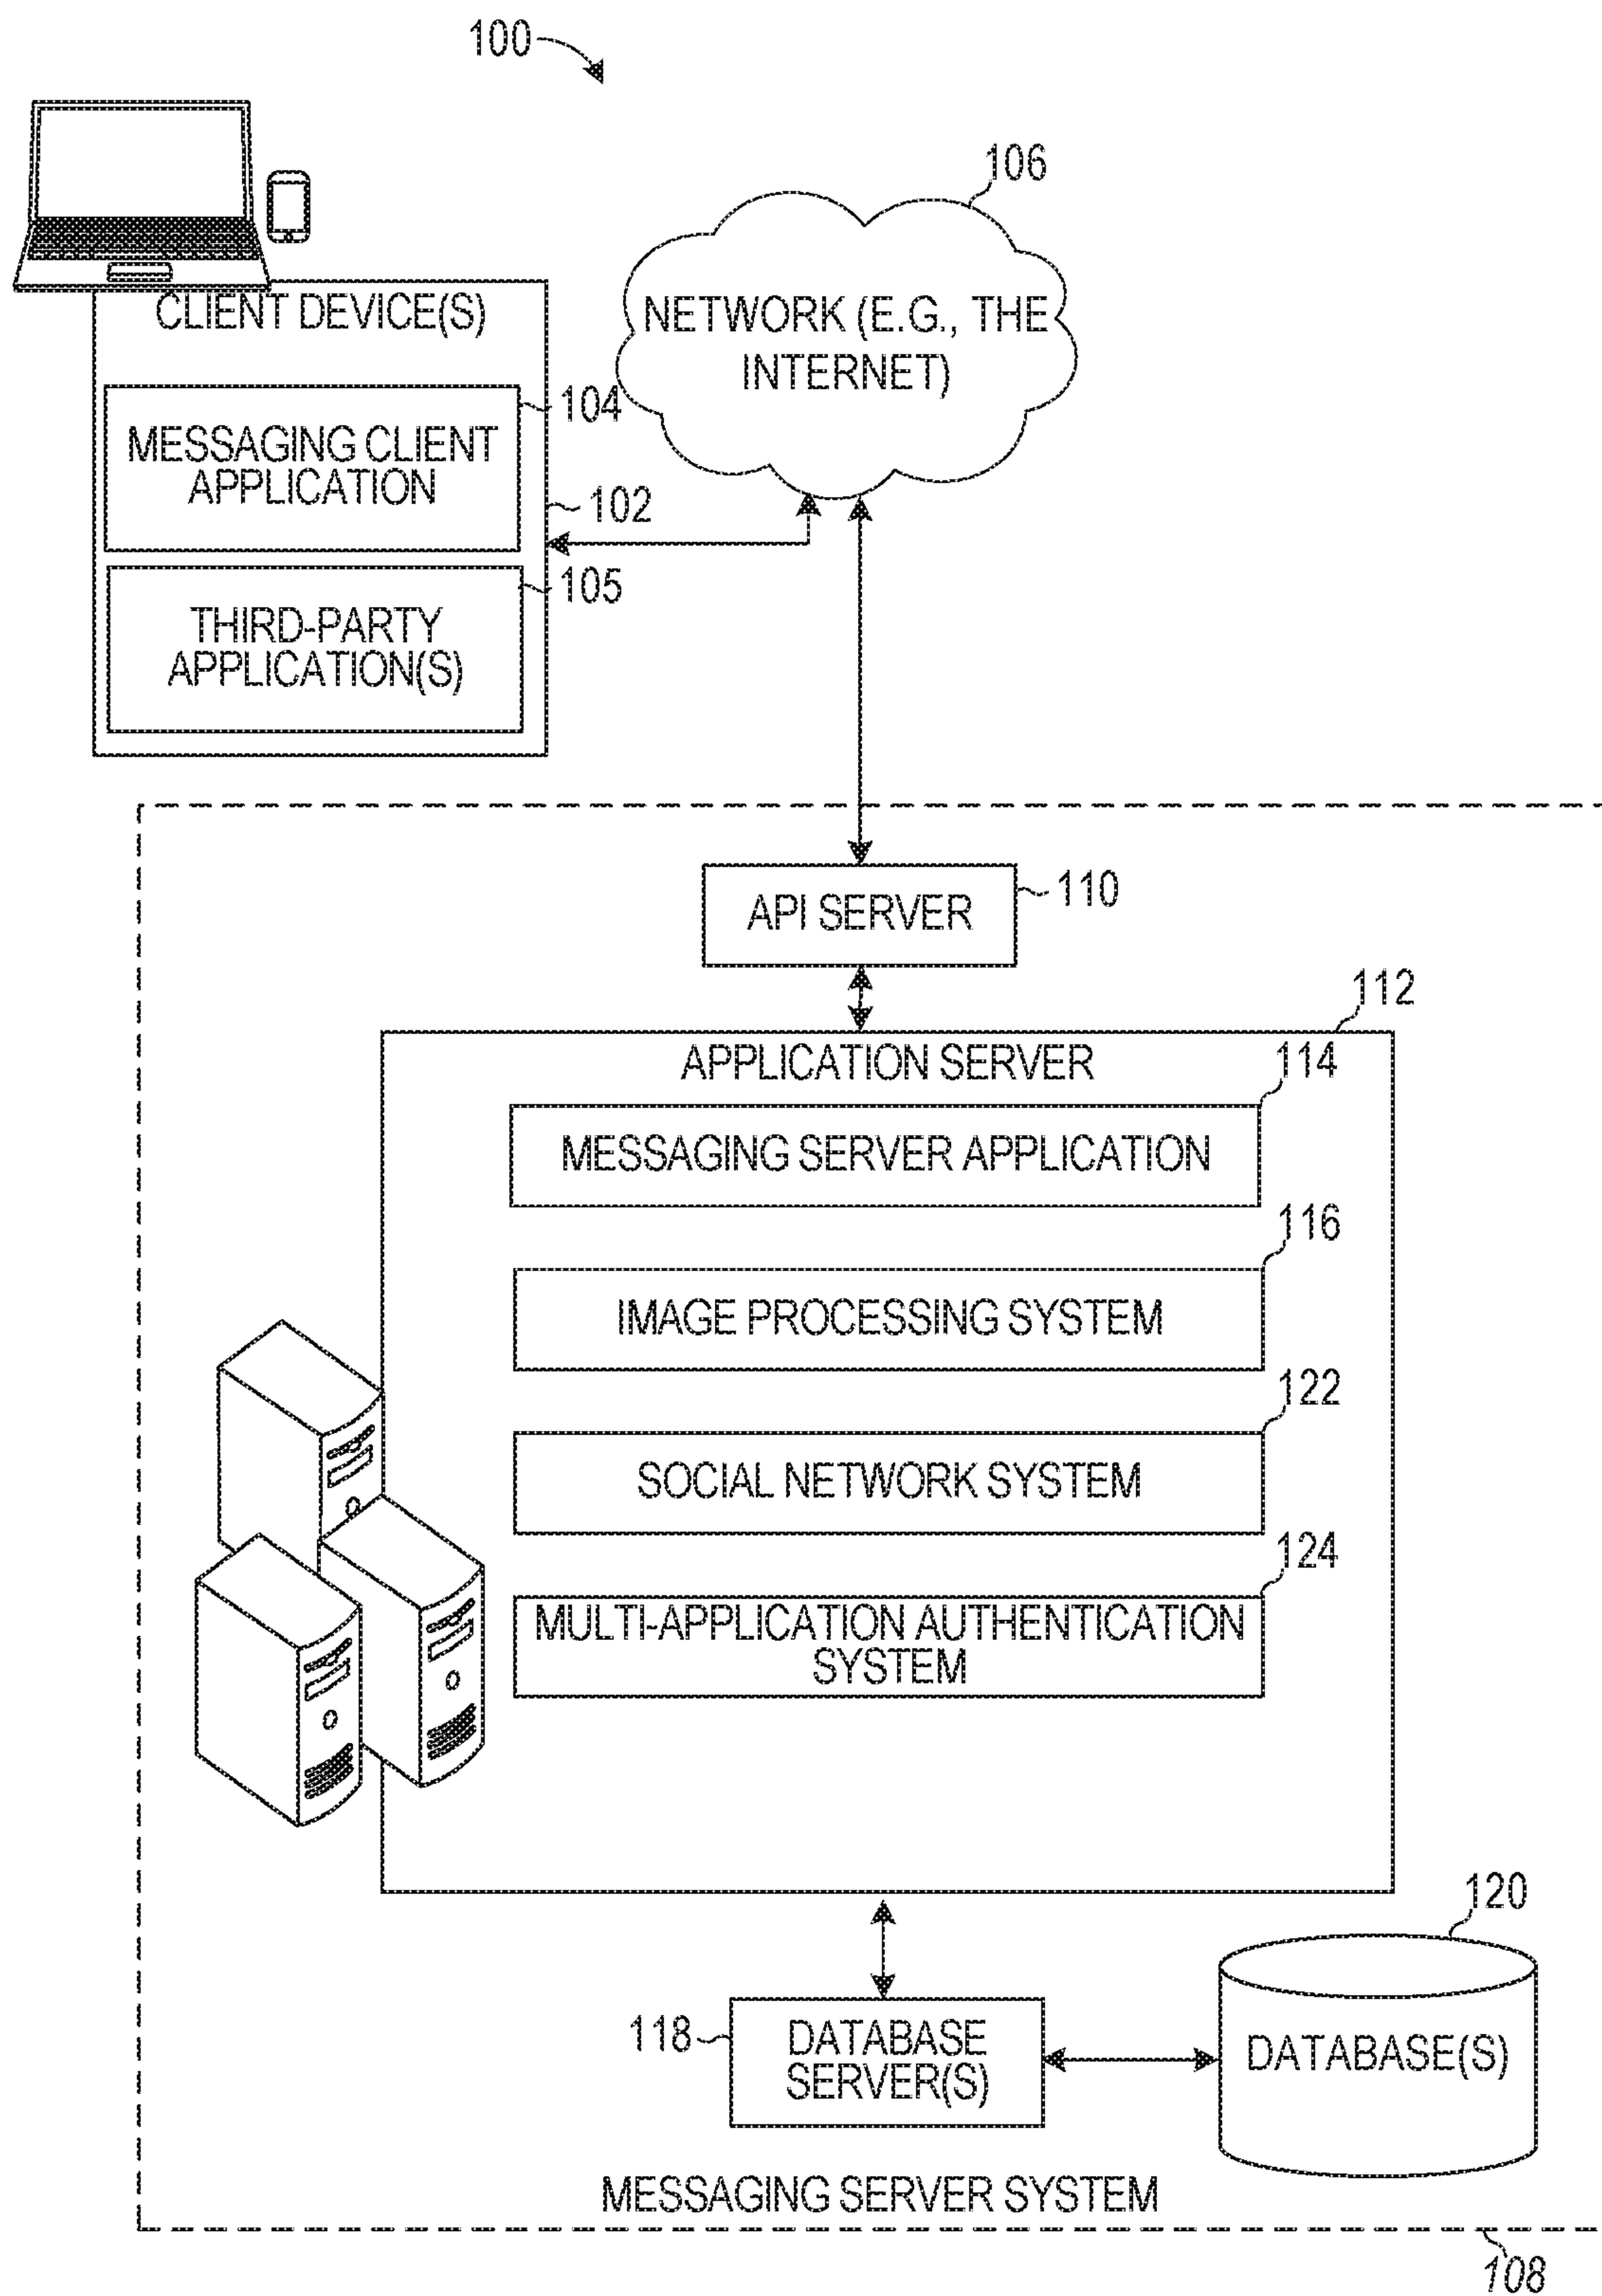 100
106
CLIENT DEVICE(S)
NETWORK (E.G., THE
INTERNET)
104
MESSAGING CLIENT
APPLICATION
102
105
THIRD-PARTY
APPLICATION(S)
API SERVER
110
112
APPLICATION SERVER
114
MESSAGING SERVER APPLICATION
116
IMAGE PROCESSING SYSTEM
122
SOCIAL NETWORK SYSTEM
124
MULTI-APPLICATION AUTHENTICATION
SYSTEM
120
118
DATABASE
SERVER(S)
DATABASE(S)
MESSAGING SERVER SYSTEM
108